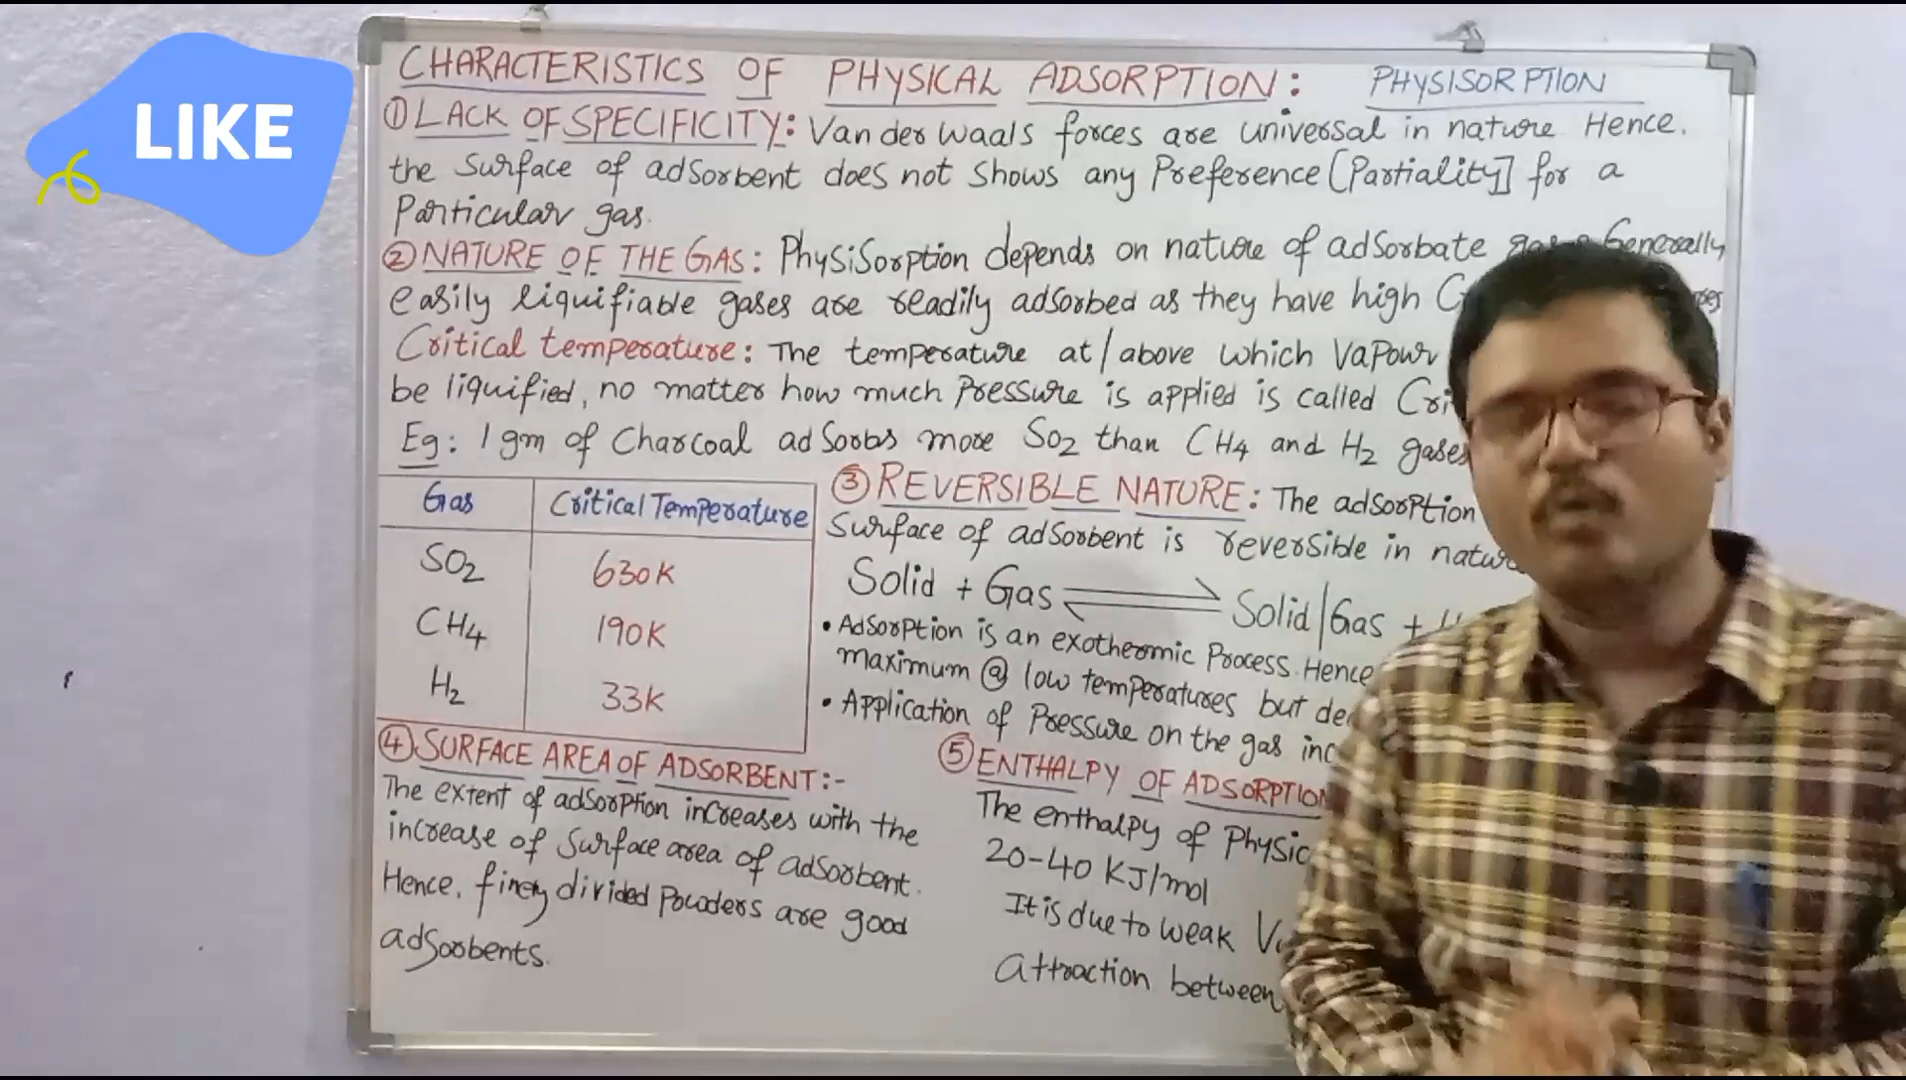 LIKE
CHARACTERISTICS OF PHYSICAL ADSORPTION: PHYSISORPTION
① LACK OF SPECIFICITY: Van der Waals forces are universal in nature Hence.
the surface of adsorbent does not shows any Preference [Partiality] for a
Particular gas.
② NATURE OF THE GAS: Physisorption depends on nature of adsorbate Generally
easily liquifiable gases are readily adsorbed as they have high
Critical temperature: The temperature at/above which Vapour
be liquified, no matter how much Pressure is applied is called
Eg: 1 gm of Charcoal adsorbs more SO2 than CH4 and H2 gases
Gas Critical Temperature
SO2 630K
CH4 190K
H2 33K
③ REVERSIBLE NATURE: The adsorption
Surface of adsorbent is reversible in
Solid + Gas ⇌ Solid|Gas +
• Adsorption is an exothermic Process. Hence
maximum @ low temperatures but
• Application of Pressure on the gas
④ SURFACE AREA OF ADSORBENT:-
The extent of adsorption increases with the
increase of surface area of adsorbent.
Hence, finely divided Powders are good
adsorbents.
⑤ ENTHALPY OF ADSORPTION
The enthalpy of
20-40 KJ/mol
It is due to weak
attraction between